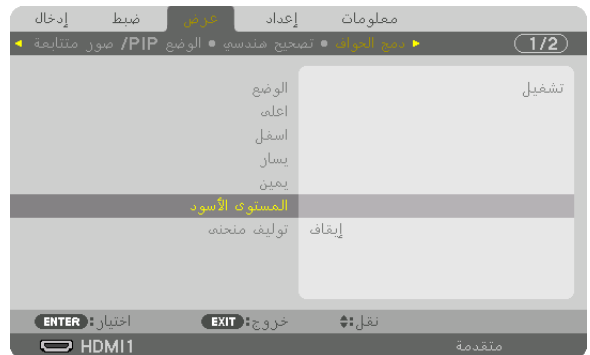 إدخال ضبط عرض إعداد معلومات
◄ دمج الحواف • تصحيح هندسي • الوضع PIP/ صور متتابعة ► 1/2
الوضع تشغيل
اعلى
اسفل
يسار
يمين
المستوى الأسود
توليف منحنى إيقاف
ENTER :اختيار EXIT :خروج نقل:
HDMI1 متقدمة